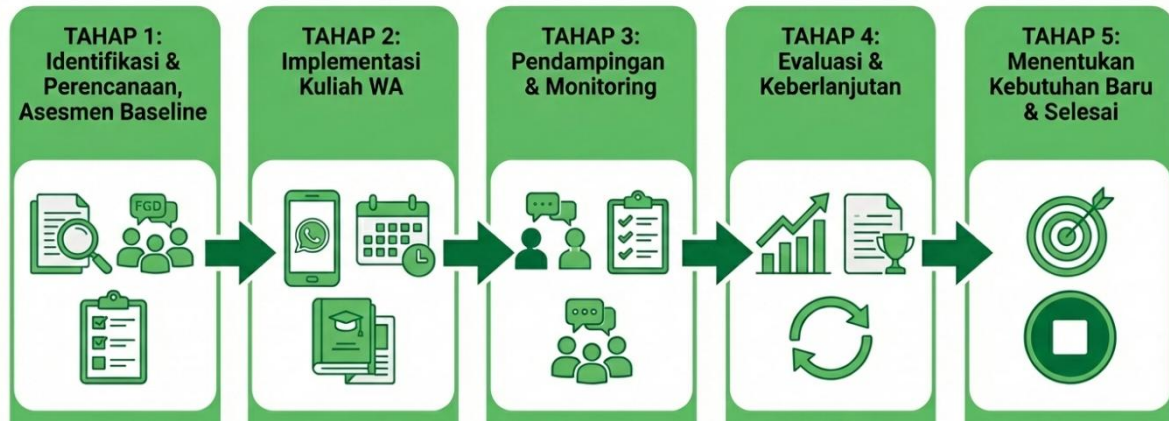 TAHAP 1:
Identifikasi &
Perencanaan,
Asesmen Baseline
FGD
TAHAP 2:
Implementasi
Kuliah WA
TAHAP 3:
Pendampingan
& Monitoring
TAHAP 4:
Evaluasi &
Keberlanjutan
TAHAP 5:
Menentukan
Kebutuhan Baru
& Selesai